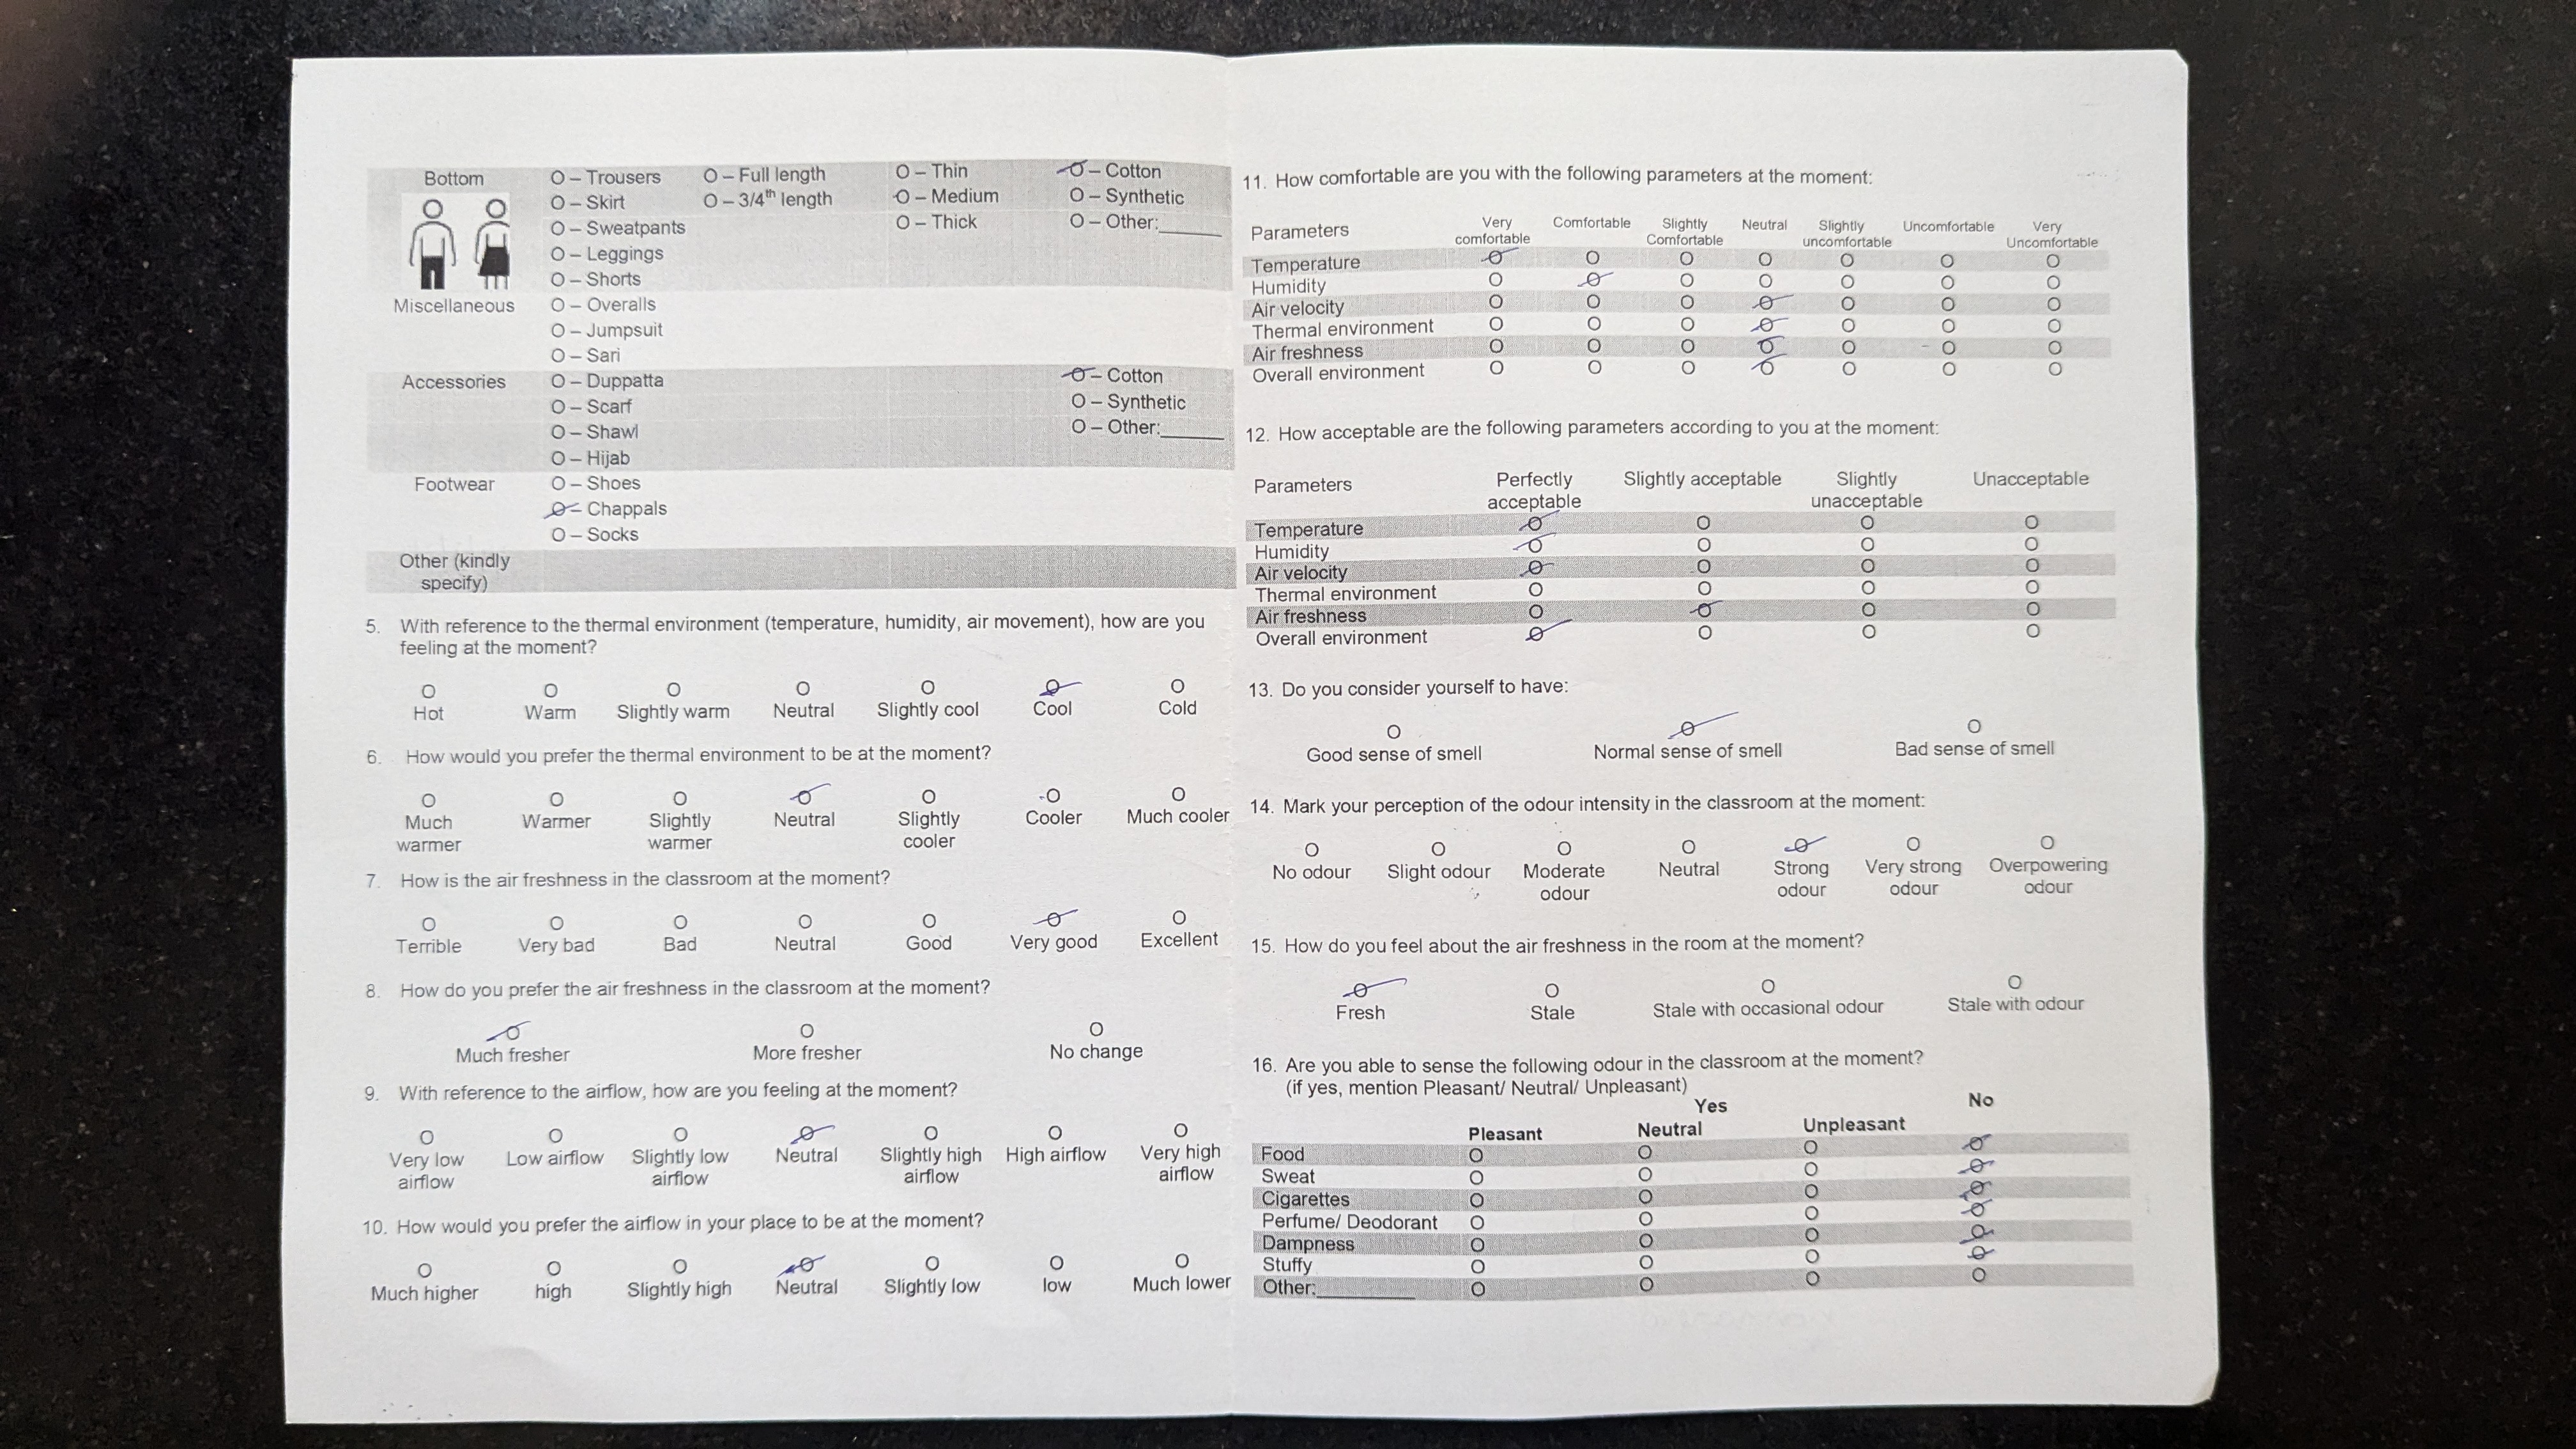 Bottom
O – Trousers
O – Skirt
O – Sweatpants
O – Leggings
O – Shorts
O – Full length
O – 3/4th length
O – Thin
O – Medium
O – Thick
O – Cotton
O – Synthetic
O – Other:______
Miscellaneous
O – Overalls
O – Jumpsuit
O – Sari
Accessories
O – Duppatta
O – Scarf
O – Shawl
O – Hijab
O – Cotton
O – Synthetic
O – Other:______
Footwear
O – Shoes
O – Chappals
O – Socks
Other (kindly
specify)
5. With reference to the thermal environment (temperature, humidity, air movement), how are you
feeling at the moment?
O O O O O O O
Hot Warm Slightly warm Neutral Slightly cool Cool Cold
6. How would you prefer the thermal environment to be at the moment?
O O O O O O O
Much Warmer Slightly Neutral Slightly Cooler Much cooler
warmer warmer cooler
7. How is the air freshness in the classroom at the moment?
O O O O O O O
Terrible Very bad Bad Neutral Good Very good Excellent
8. How do you prefer the air freshness in the classroom at the moment?
O O O
Much fresher More fresher No change
9. With reference to the airflow, how are you feeling at the moment?
O O O O O O O
Very low Low airflow Slightly low Neutral Slightly high High airflow Very high
airflow airflow airflow airflow
10. How would you prefer the airflow in your place to be at the moment?
O O O O O O O
Much higher high Slightly high Neutral Slightly low low Much lower
11. How comfortable are you with the following parameters at the moment:
Parameters Very Comfortable Slightly Neutral Slightly Uncomfortable Very
comfortable Comfortable uncomfortable Uncomfortable
Temperature O O O O O O O
Humidity O O O O O O O
Air velocity O O O O O O O
Thermal environment O O O O O O O
Air freshness O O O O O O O
Overall environment O O O O O O O
12. How acceptable are the following parameters according to you at the moment:
Parameters Perfectly Slightly acceptable Slightly Unacceptable
acceptable unacceptable
Temperature O O O O
Humidity O O O O
Air velocity O O O O
Thermal environment O O O O
Air freshness O O O O
Overall environment O O O O
13. Do you consider yourself to have:
O O O
Good sense of smell Normal sense of smell Bad sense of smell
14. Mark your perception of the odour intensity in the classroom at the moment:
O O O O O O O
No odour Slight odour Moderate Neutral Strong Very strong Overpowering
odour odour odour odour
15. How do you feel about the air freshness in the room at the moment?
O O O O
Fresh Stale Stale with occasional odour Stale with odour
16. Are you able to sense the following odour in the classroom at the moment?
(if yes, mention Pleasant/ Neutral/ Unpleasant)
Yes No
Pleasant Neutral Unpleasant
Food O O O O
Sweat O O O O
Cigarettes O O O O
Perfume/ Deodorant O O O O
Dampness O O O O
Stuffy O O O O
Other:__________ O O O O